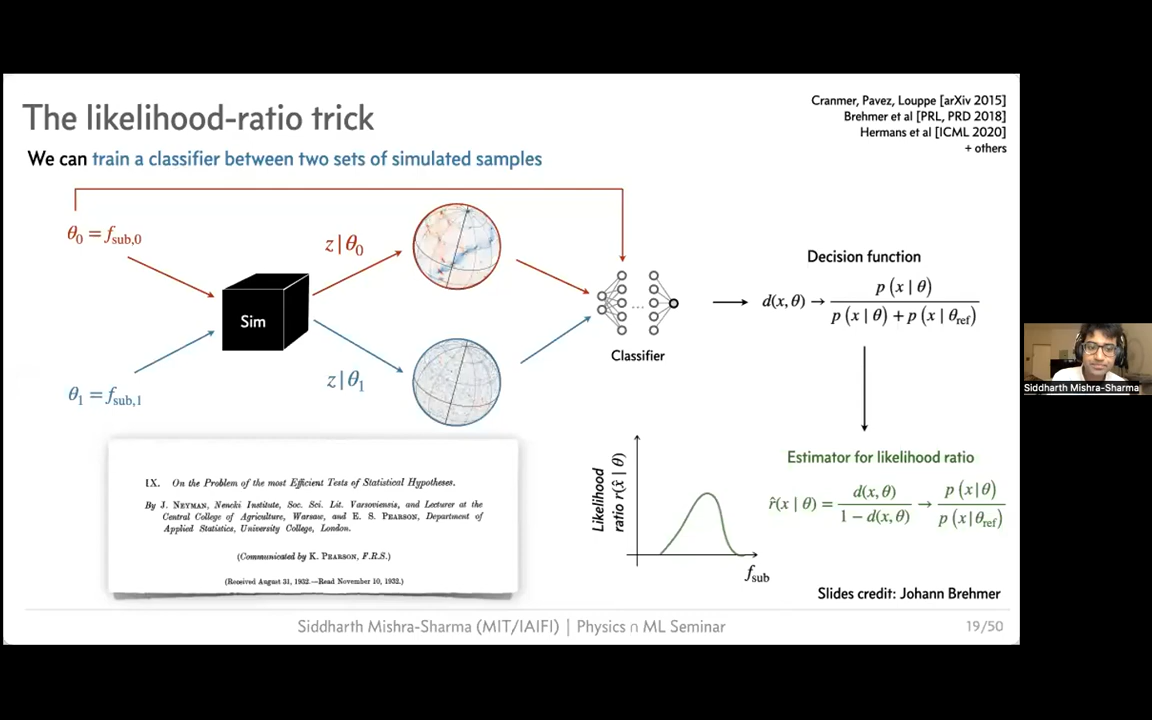 The likelihood-ratio trick
Cranmer, Pavez, Louppe [arXiv 2015]
Brehmer et al [PRL, PRD 2018]
Hermans et al [ICML 2020]
+ others
We can train a classifier between two sets of simulated samples
θ₀ = f_sub,0
z | θ₀
Sim
θ₁ = f_sub,1
z | θ₁
Classifier
Decision function
d(x, θ) → p (x | θ) / p (x | θ) + p (x | θ_ref)
IX. On the Problem of the most Efficient Tests of Statistical Hypotheses.
By J. NEYMAN, Nencki Institute, Soc. Sci. Lit. Varsoviensis, and Lecturer at the
Central College of Agriculture, Warsaw, and E. S. PEARSON, Department of
Applied Statistics, University College, London.
(Communicated by K. PEARSON, F.R.S.)
(Received August 31, 1932.—Read November 10, 1932.)
Likelihood
ratio r(x̂ | θ)
f_sub
Estimator for likelihood ratio
r̂(x | θ) = d(x, θ) / 1 − d(x, θ) → p (x | θ) / p (x | θ_ref)
Slides credit: Johann Brehmer
Siddharth Mishra-Sharma (MIT/IAIFI) | Physics ∩ ML Seminar
19/50
Siddharth Mishra-Sharma